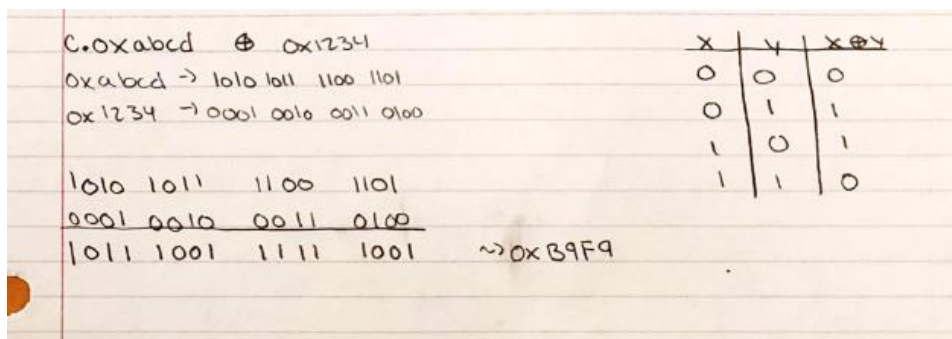 C. 0xabcd ⊕ 0x1234
0xabcd -> 1010 1011 1100 1101
0x1234 -> 0001 0010 0011 0100
1010 1011 1100 1101
0001 0010 0011 0100
1011 1001 1111 1001 ~> 0xB9F9
X Y X⊕Y
0 0 0
0 1 1
1 0 1
1 1 0